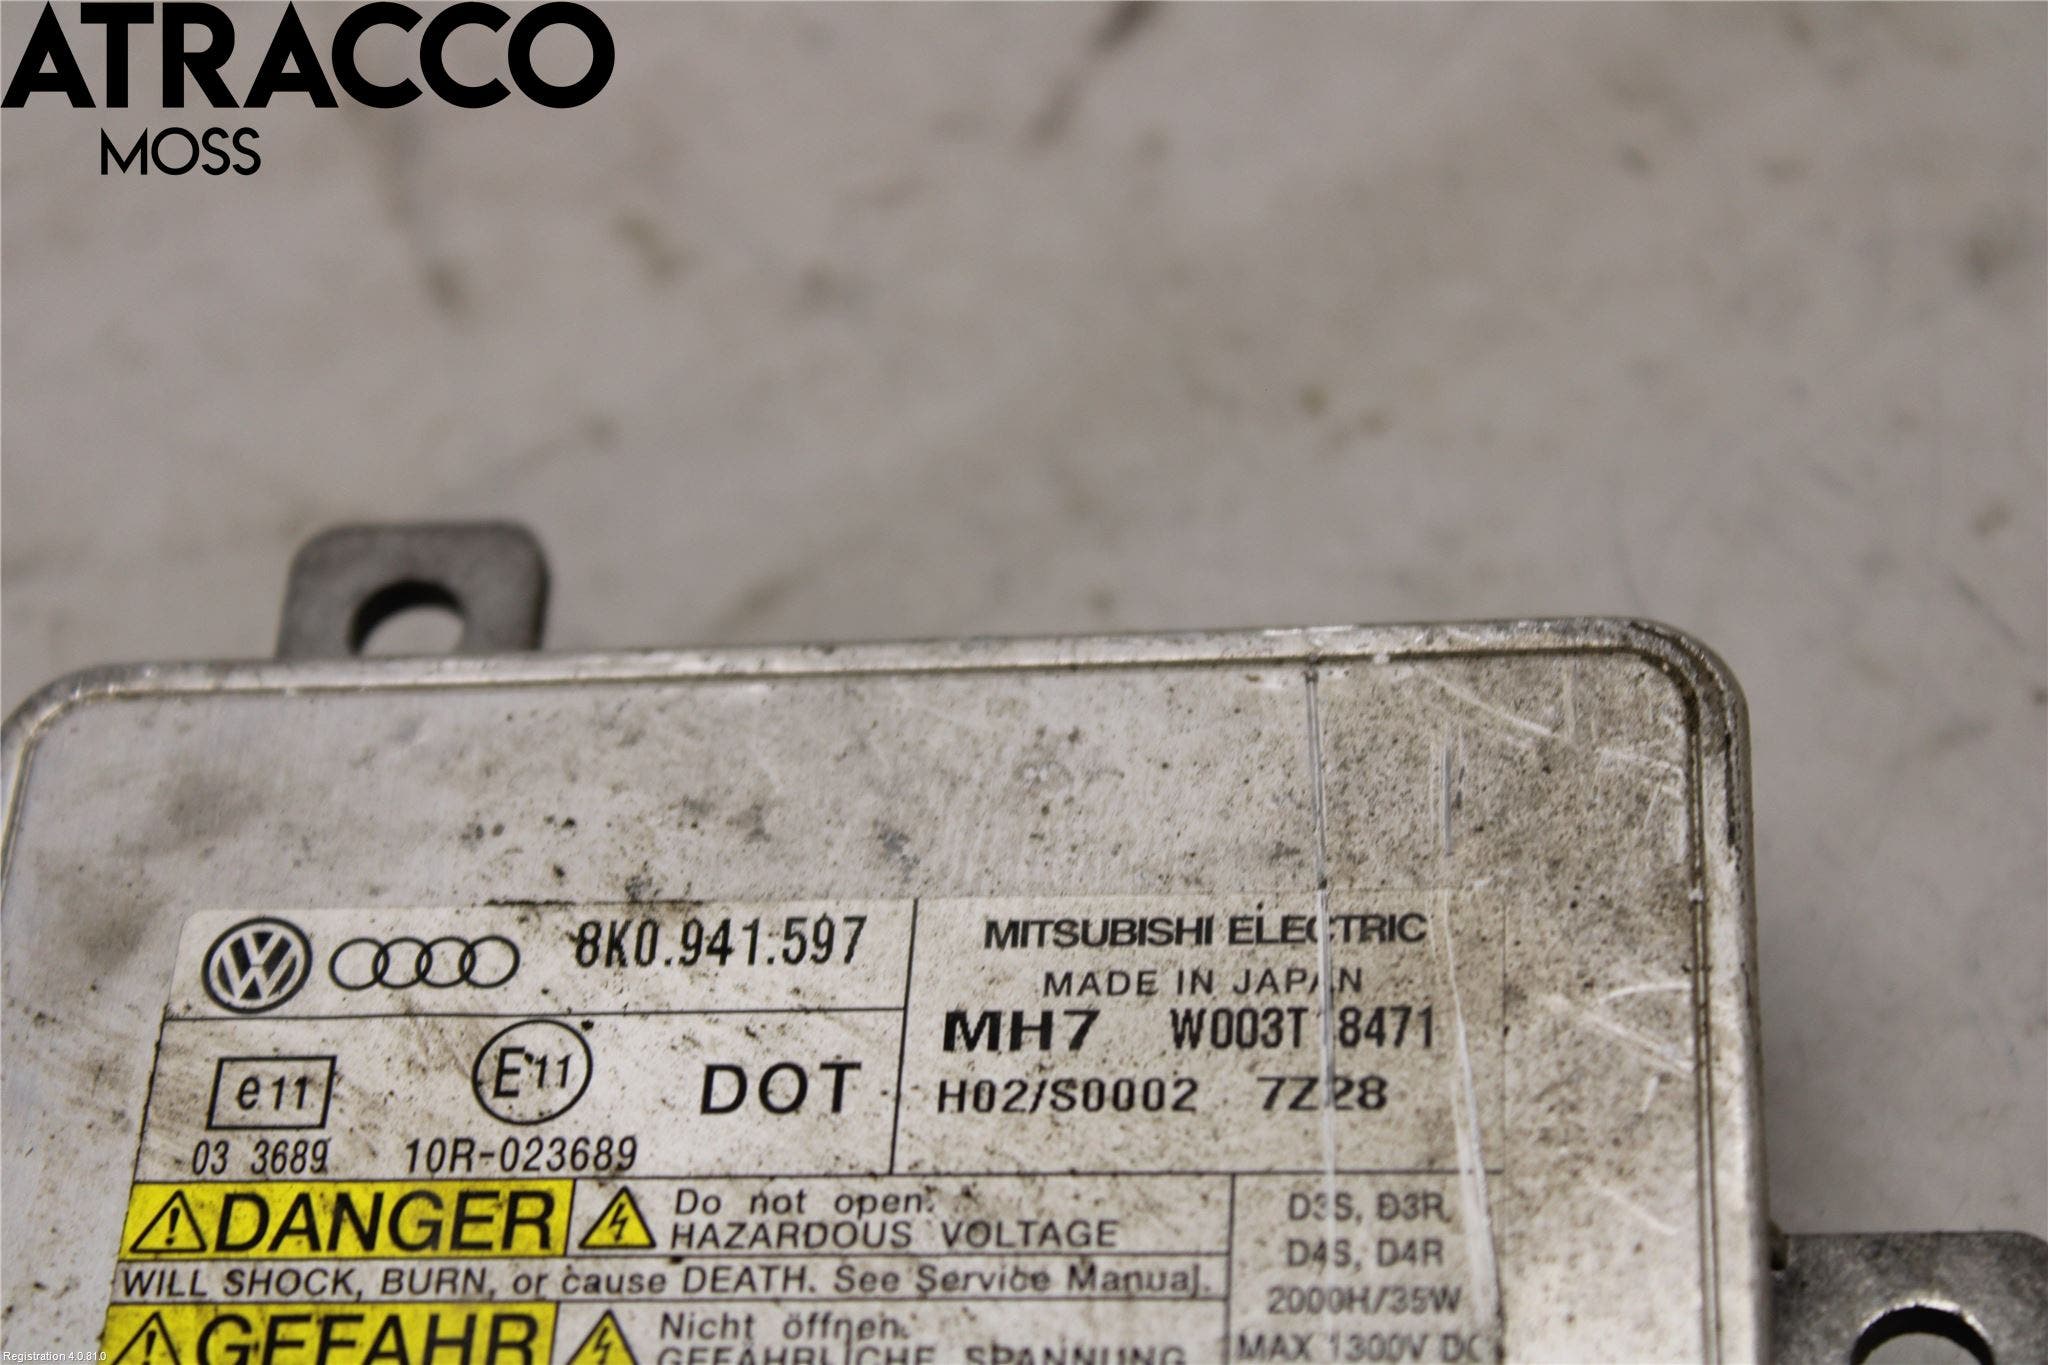 ATRACCO
MOSS
8K0.941.597
MITSUBISHI ELECTRIC
MADE IN JAPAN
MH7 W003T18471
H02/S0002 7Z28
e11 E11 DOT
03 3689 10R-023689
DANGER Do not open.
HAZARDOUS VOLTAGE
WILL SHOCK, BURN, or cause DEATH. See Service Manual.
D3S, D3R
D4S, D4R
2000H/35W
MAX 1300V DC
GEFAHR Nicht öffnen.
GEFÄHRLICHE SPANNUNG
Registration 4.0.81.0